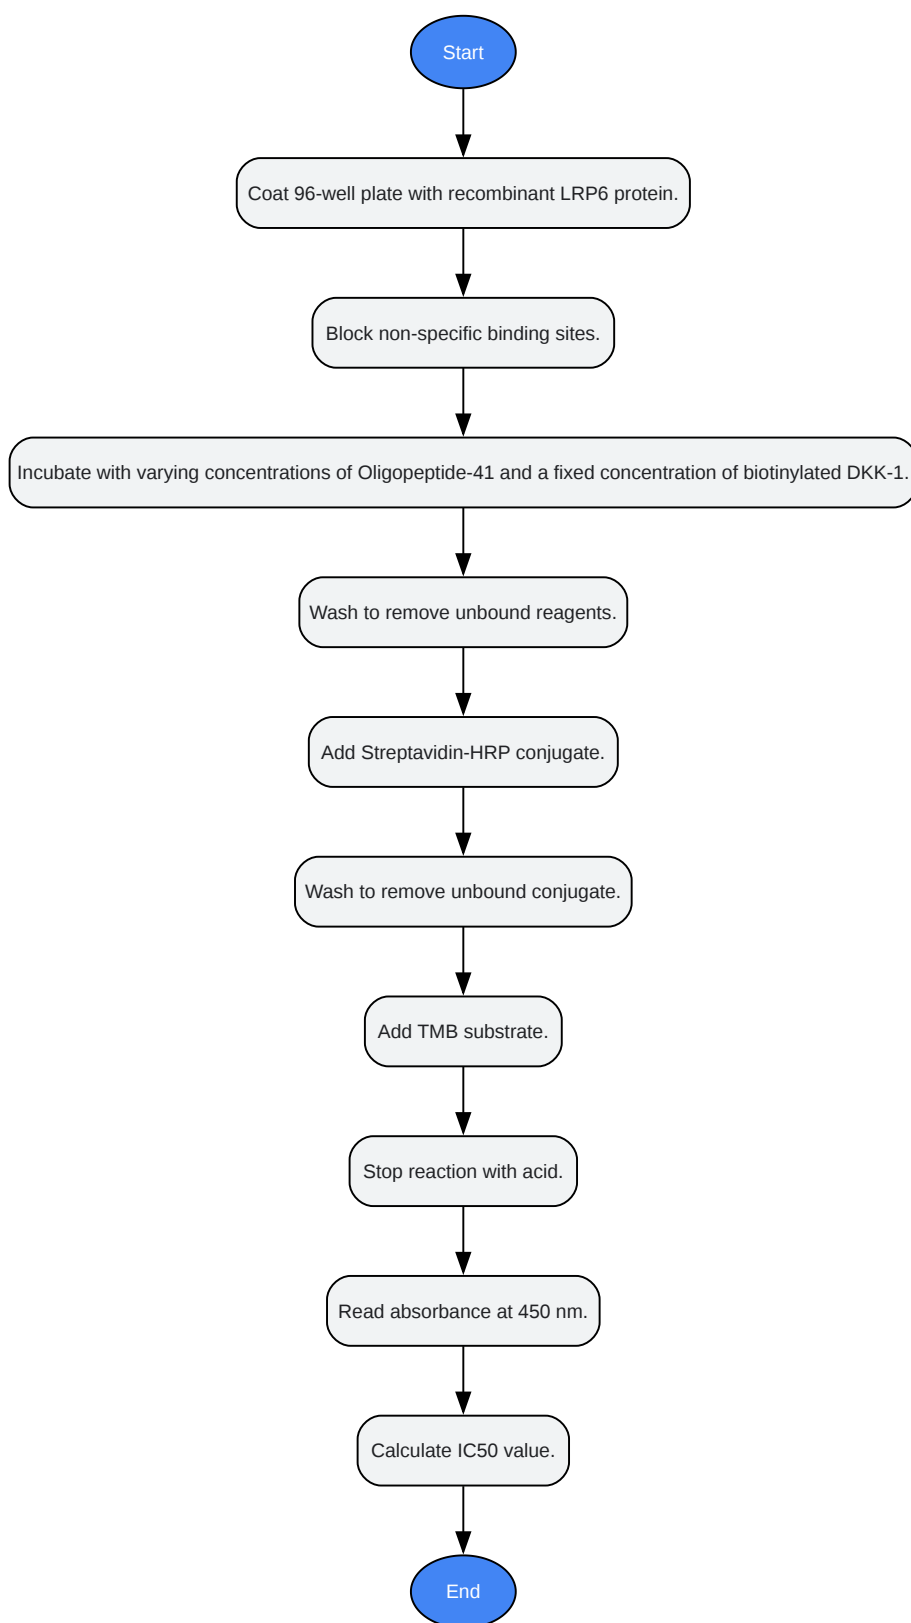 Start
Coat 96-well plate with recombinant LRP6 protein.
Block non-specific binding sites.
Incubate with varying concentrations of Oligopeptide-41 and a fixed concentration of biotinylated DKK-1.
Wash to remove unbound reagents.
Add Streptavidin-HRP conjugate.
Wash to remove unbound conjugate.
Add TMB substrate.
Stop reaction with acid.
Read absorbance at 450 nm.
Calculate IC50 value.
End